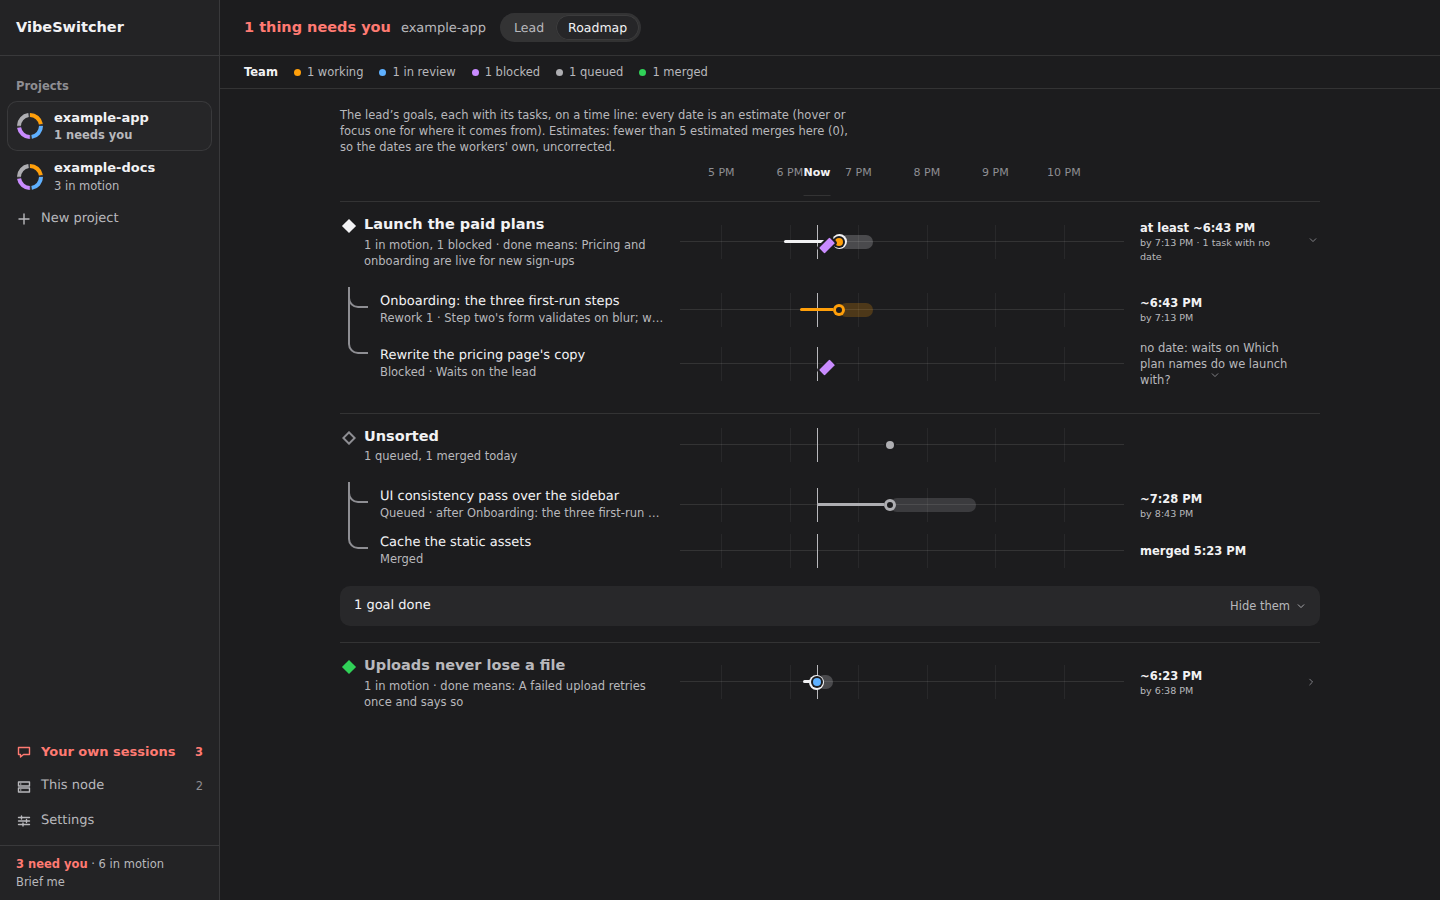 VibeSwitcher
Projects
example-app
1 needs you
example-docs
3 in motion
New project
Your own sessions 3
This node 2
Settings
3 need you · 6 in motion
Brief me
1 thing needs you example-app Lead Roadmap
Team 1 working 1 in review 1 blocked 1 queued 1 merged
The lead’s goals, each with its tasks, on a time line: every date is an estimate (hover or
focus one for where it comes from). Estimates: fewer than 5 estimated merges here (0),
so the dates are the workers' own, uncorrected.
5 PM 6 PM Now 7 PM 8 PM 9 PM 10 PM
Launch the paid plans
1 in motion, 1 blocked · done means: Pricing and
onboarding are live for new sign-ups
at least ~6:43 PM
by 7:13 PM · 1 task with no
date
Onboarding: the three first-run steps
Rework 1 · Step two's form validates on blur; w…
~6:43 PM
by 7:13 PM
Rewrite the pricing page's copy
Blocked · Waits on the lead
no date: waits on Which
plan names do we launch
with?
Unsorted
1 queued, 1 merged today
UI consistency pass over the sidebar
Queued · after Onboarding: the three first-run …
~7:28 PM
by 8:43 PM
Cache the static assets
Merged
merged 5:23 PM
1 goal done Hide them
Uploads never lose a file
1 in motion · done means: A failed upload retries
once and says so
~6:23 PM
by 6:38 PM